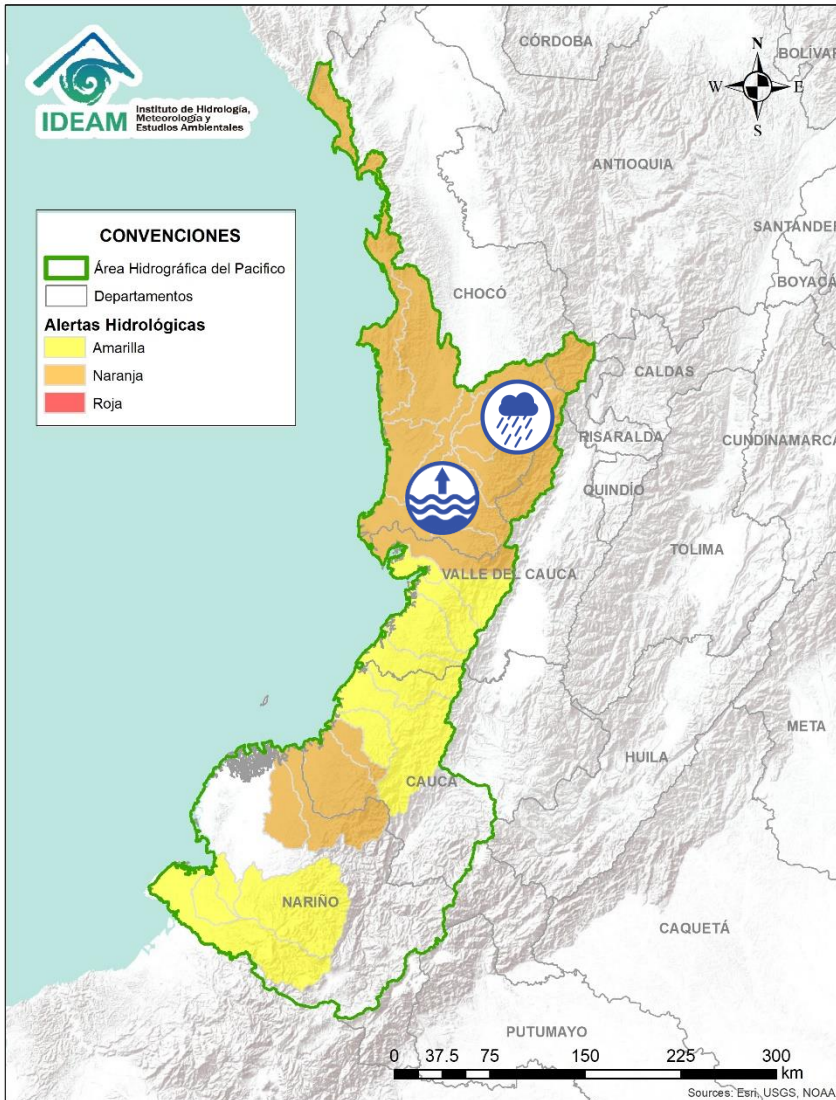 IDEAM
Instituto de Hidrología,
Meteorología y
Estudios Ambientales
N
W E
S
CONVENCIONES
Área Hidrográfica del Pacifico
Departamentos
Alertas Hidrológicas
Amarilla
Naranja
Roja
CÓRDOBA
BOLÍVAR
ANTIOQUIA
SANTANDER
BOYACÁ
CHOCÓ
CALDAS
RISARALDA
CUNDINAMARCA
QUINDÍO
TOLIMA
VALLE DEL CAUCA
META
HUILA
CAUCA
NARIÑO
CAQUETÁ
PUTUMAYO
0 37.5 75 150 225 300
km
Sources: Esri, USGS, NOAA